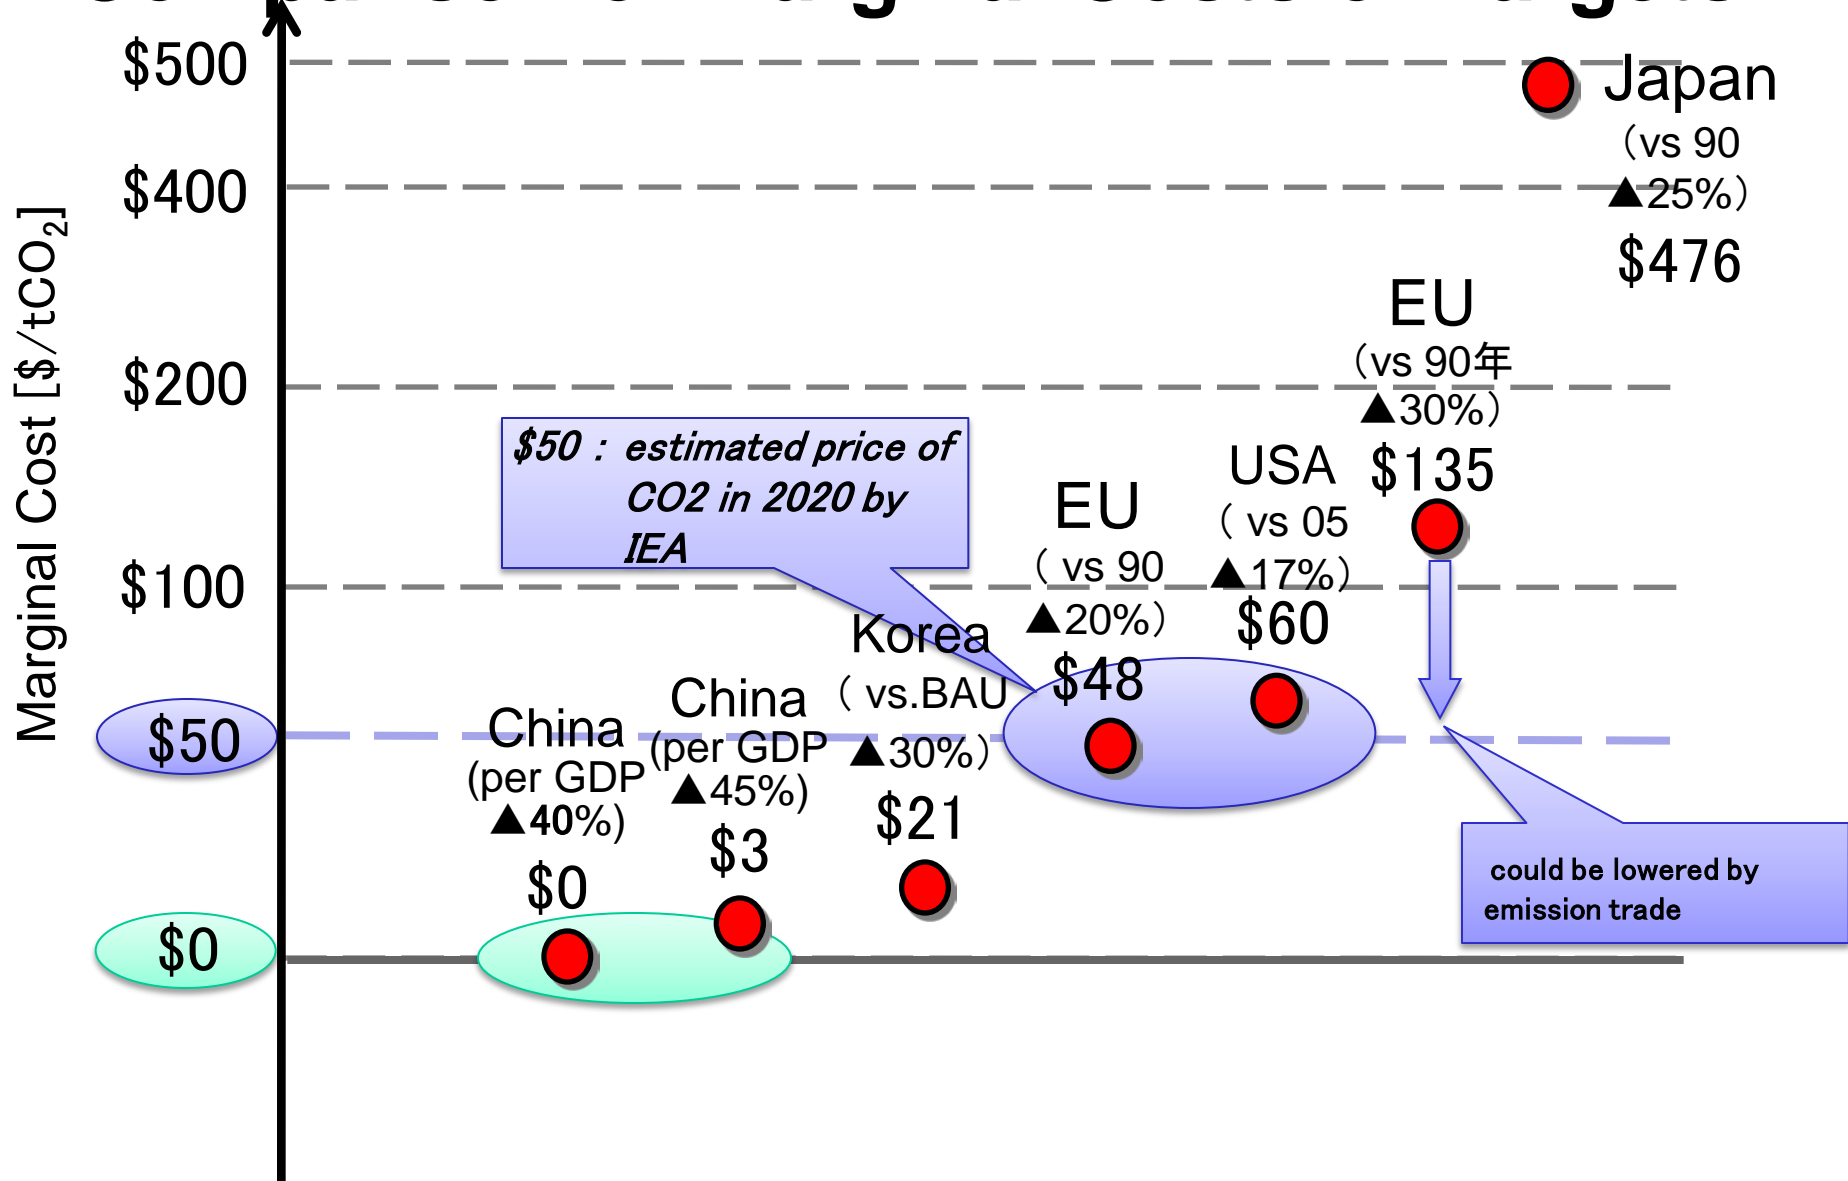 $500
$400
$200
$100
$50
$0
Marginal Cost [$/tCO2]
Japan
（vs 90
▲25%）
$476
EU
（vs 90年
▲30%）
$135
$50： estimated price of
CO2 in 2020 by
IEA
USA
（ vs 05
▲17%）
$60
EU
（ vs 90
▲20%）
$48
Korea
（ vs.BAU
▲30%）
$21
China
(per GDP
▲45%)
$3
China
(per GDP
▲40%)
$0
could be lowered by
emission trade